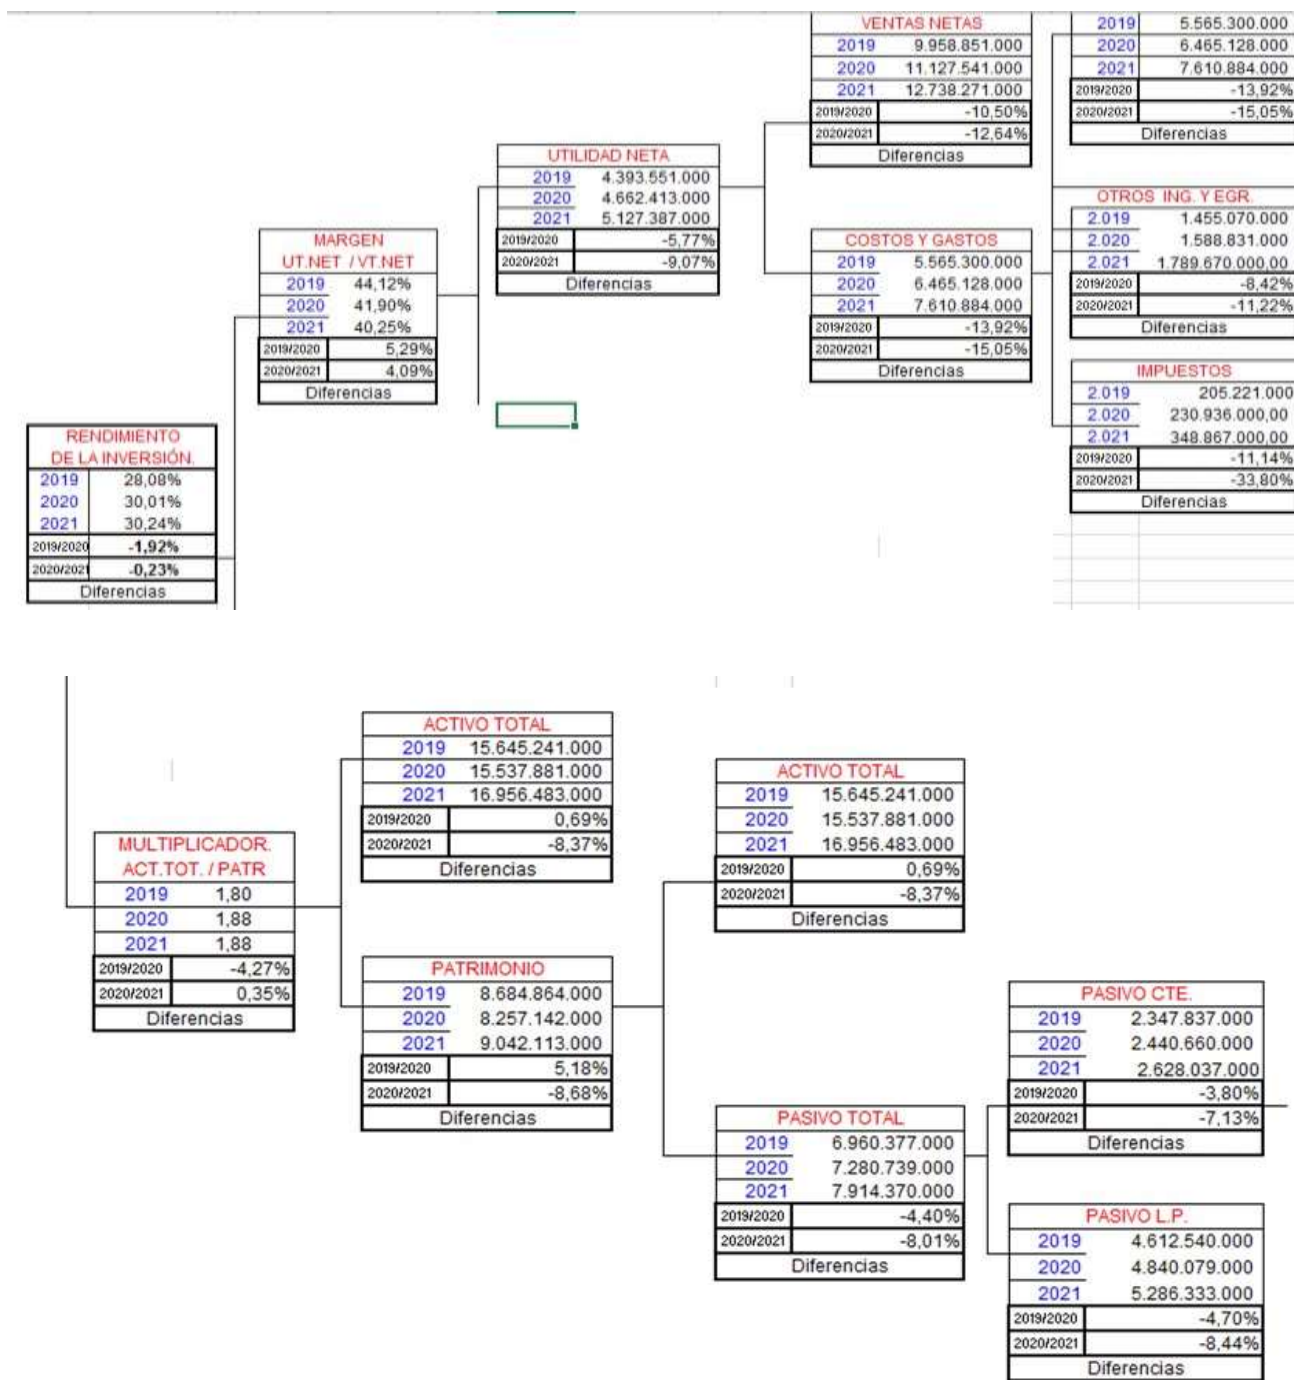 VENTAS NETAS
2019 9.958.851.000
2020 11.127.541.000
2021 12.738.271.000
2019/2020 -10,50%
2020/2021 -12,64%
Diferencias
2019 5.565.300.000
2020 6.465.128.000
2021 7.610.884.000
2019/2020 -13,92%
2020/2021 -15,05%
Diferencias
UTILIDAD NETA
2019 4.393.551.000
2020 4.662.413.000
2021 5.127.387.000
2019/2020 -5,77%
2020/2021 -9,07%
Diferencias
OTROS ING. Y EGR.
2.019 1.455.070.000
2.020 1.588.831.000
2.021 1.789.670.000,00
2019/2020 -8,42%
2020/2021 -11,22%
Diferencias
MARGEN
UT.NET / VT.NET
2019 44,12%
2020 41,90%
2021 40,25%
2019/2020 5,29%
2020/2021 4,09%
Diferencias
COSTOS Y GASTOS
2019 5.565.300.000
2020 6.465.128.000
2021 7.610.884.000
2019/2020 -13,92%
2020/2021 -15,05%
Diferencias
IMPUESTOS
2.019 205.221.000
2.020 230.936.000,00
2.021 348.867.000,00
2019/2020 -11,14%
2020/2021 -33,80%
Diferencias
RENDIMIENTO
DE LA INVERSIÓN.
2019 28,08%
2020 30,01%
2021 30,24%
2019/2020 -1,92%
2020/2021 -0,23%
Diferencias
ACTIVO TOTAL
2019 15.645.241.000
2020 15.537.881.000
2021 16.956.483.000
2019/2020 0,69%
2020/2021 -8,37%
Diferencias
ACTIVO TOTAL
2019 15.645.241.000
2020 15.537.881.000
2021 16.956.483.000
2019/2020 0,69%
2020/2021 -8,37%
Diferencias
MULTIPLICADOR.
ACT.TOT. / PATR
2019 1,80
2020 1,88
2021 1,88
2019/2020 -4,27%
2020/2021 0,35%
Diferencias
PATRIMONIO
2019 8.684.864.000
2020 8.257.142.000
2021 9.042.113.000
2019/2020 5,18%
2020/2021 -8,68%
Diferencias
PASIVO CTE.
2019 2.347.837.000
2020 2.440.660.000
2021 2.628.037.000
2019/2020 -3,80%
2020/2021 -7,13%
Diferencias
PASIVO TOTAL
2019 6.960.377.000
2020 7.280.739.000
2021 7.914.370.000
2019/2020 -4,40%
2020/2021 -8,01%
Diferencias
PASIVO L.P.
2019 4.612.540.000
2020 4.840.079.000
2021 5.286.333.000
2019/2020 -4,70%
2020/2021 -8,44%
Diferencias